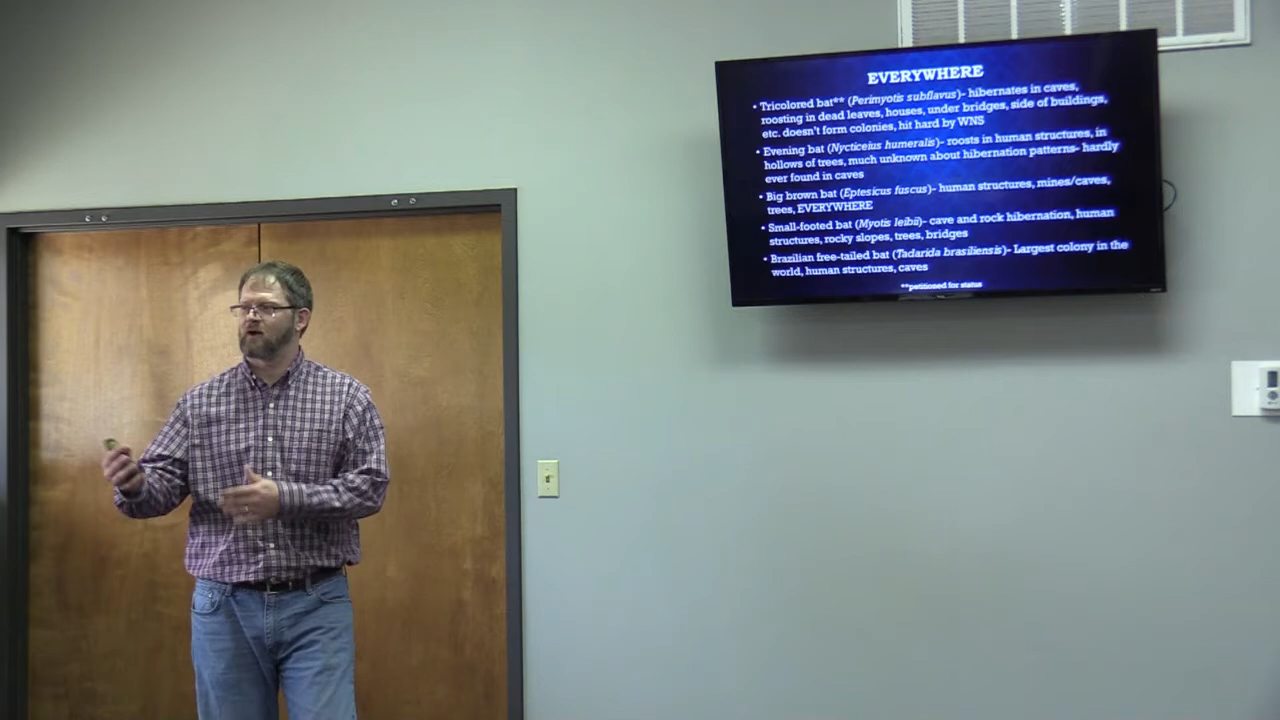 EVERYWHERE
• Tricolored bat** (Perimyotis subflavus)- hibernates in caves,
roosting in dead leaves, houses, under bridges, side of buildings,
etc. doesn't form colonies, hit hard by WNS
• Evening bat (Nycticeius humeralis)- roosts in human structures, in
hollows of trees, much unknown about hibernation patterns- hardly
ever found in caves
• Big brown bat (Eptesicus fuscus)- human structures, mines/caves,
trees, EVERYWHERE
• Small-footed bat (Myotis leibii)- cave and rock hibernation, human
structures, rocky slopes, trees, bridges
• Brazilian free-tailed bat (Tadarida brasiliensis)- Largest colony in the
world, human structures, caves
**petitioned for status